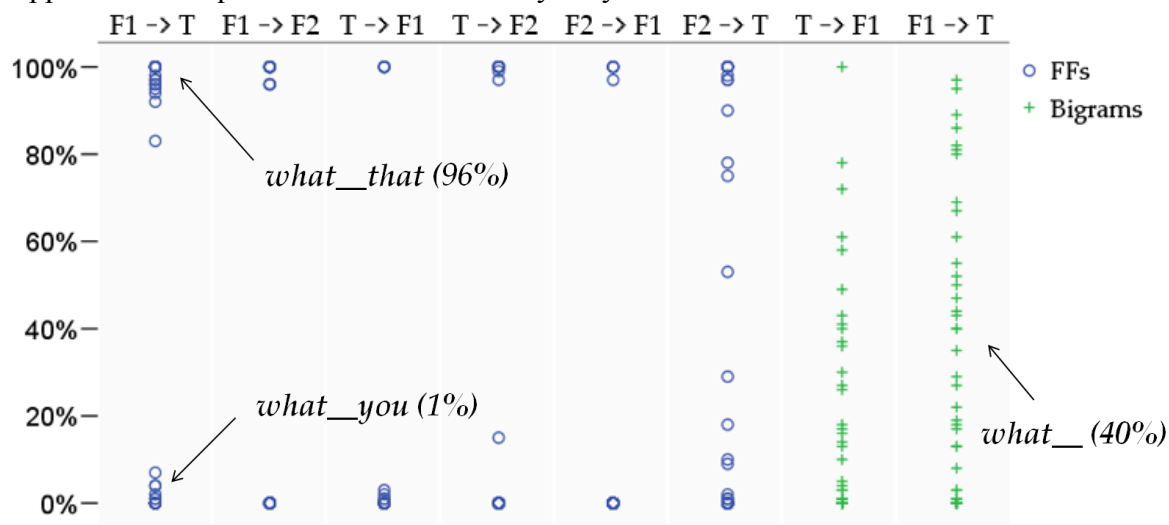 F1 -> T F1 -> F2 T -> F1 T -> F2 F2 -> F1 F2 -> T T -> F1 F1 -> T
100%
FFs
Bigrams
80%
what__that (96%)
60%
40%
what__you (1%)
20%
what__ (40%)
0%